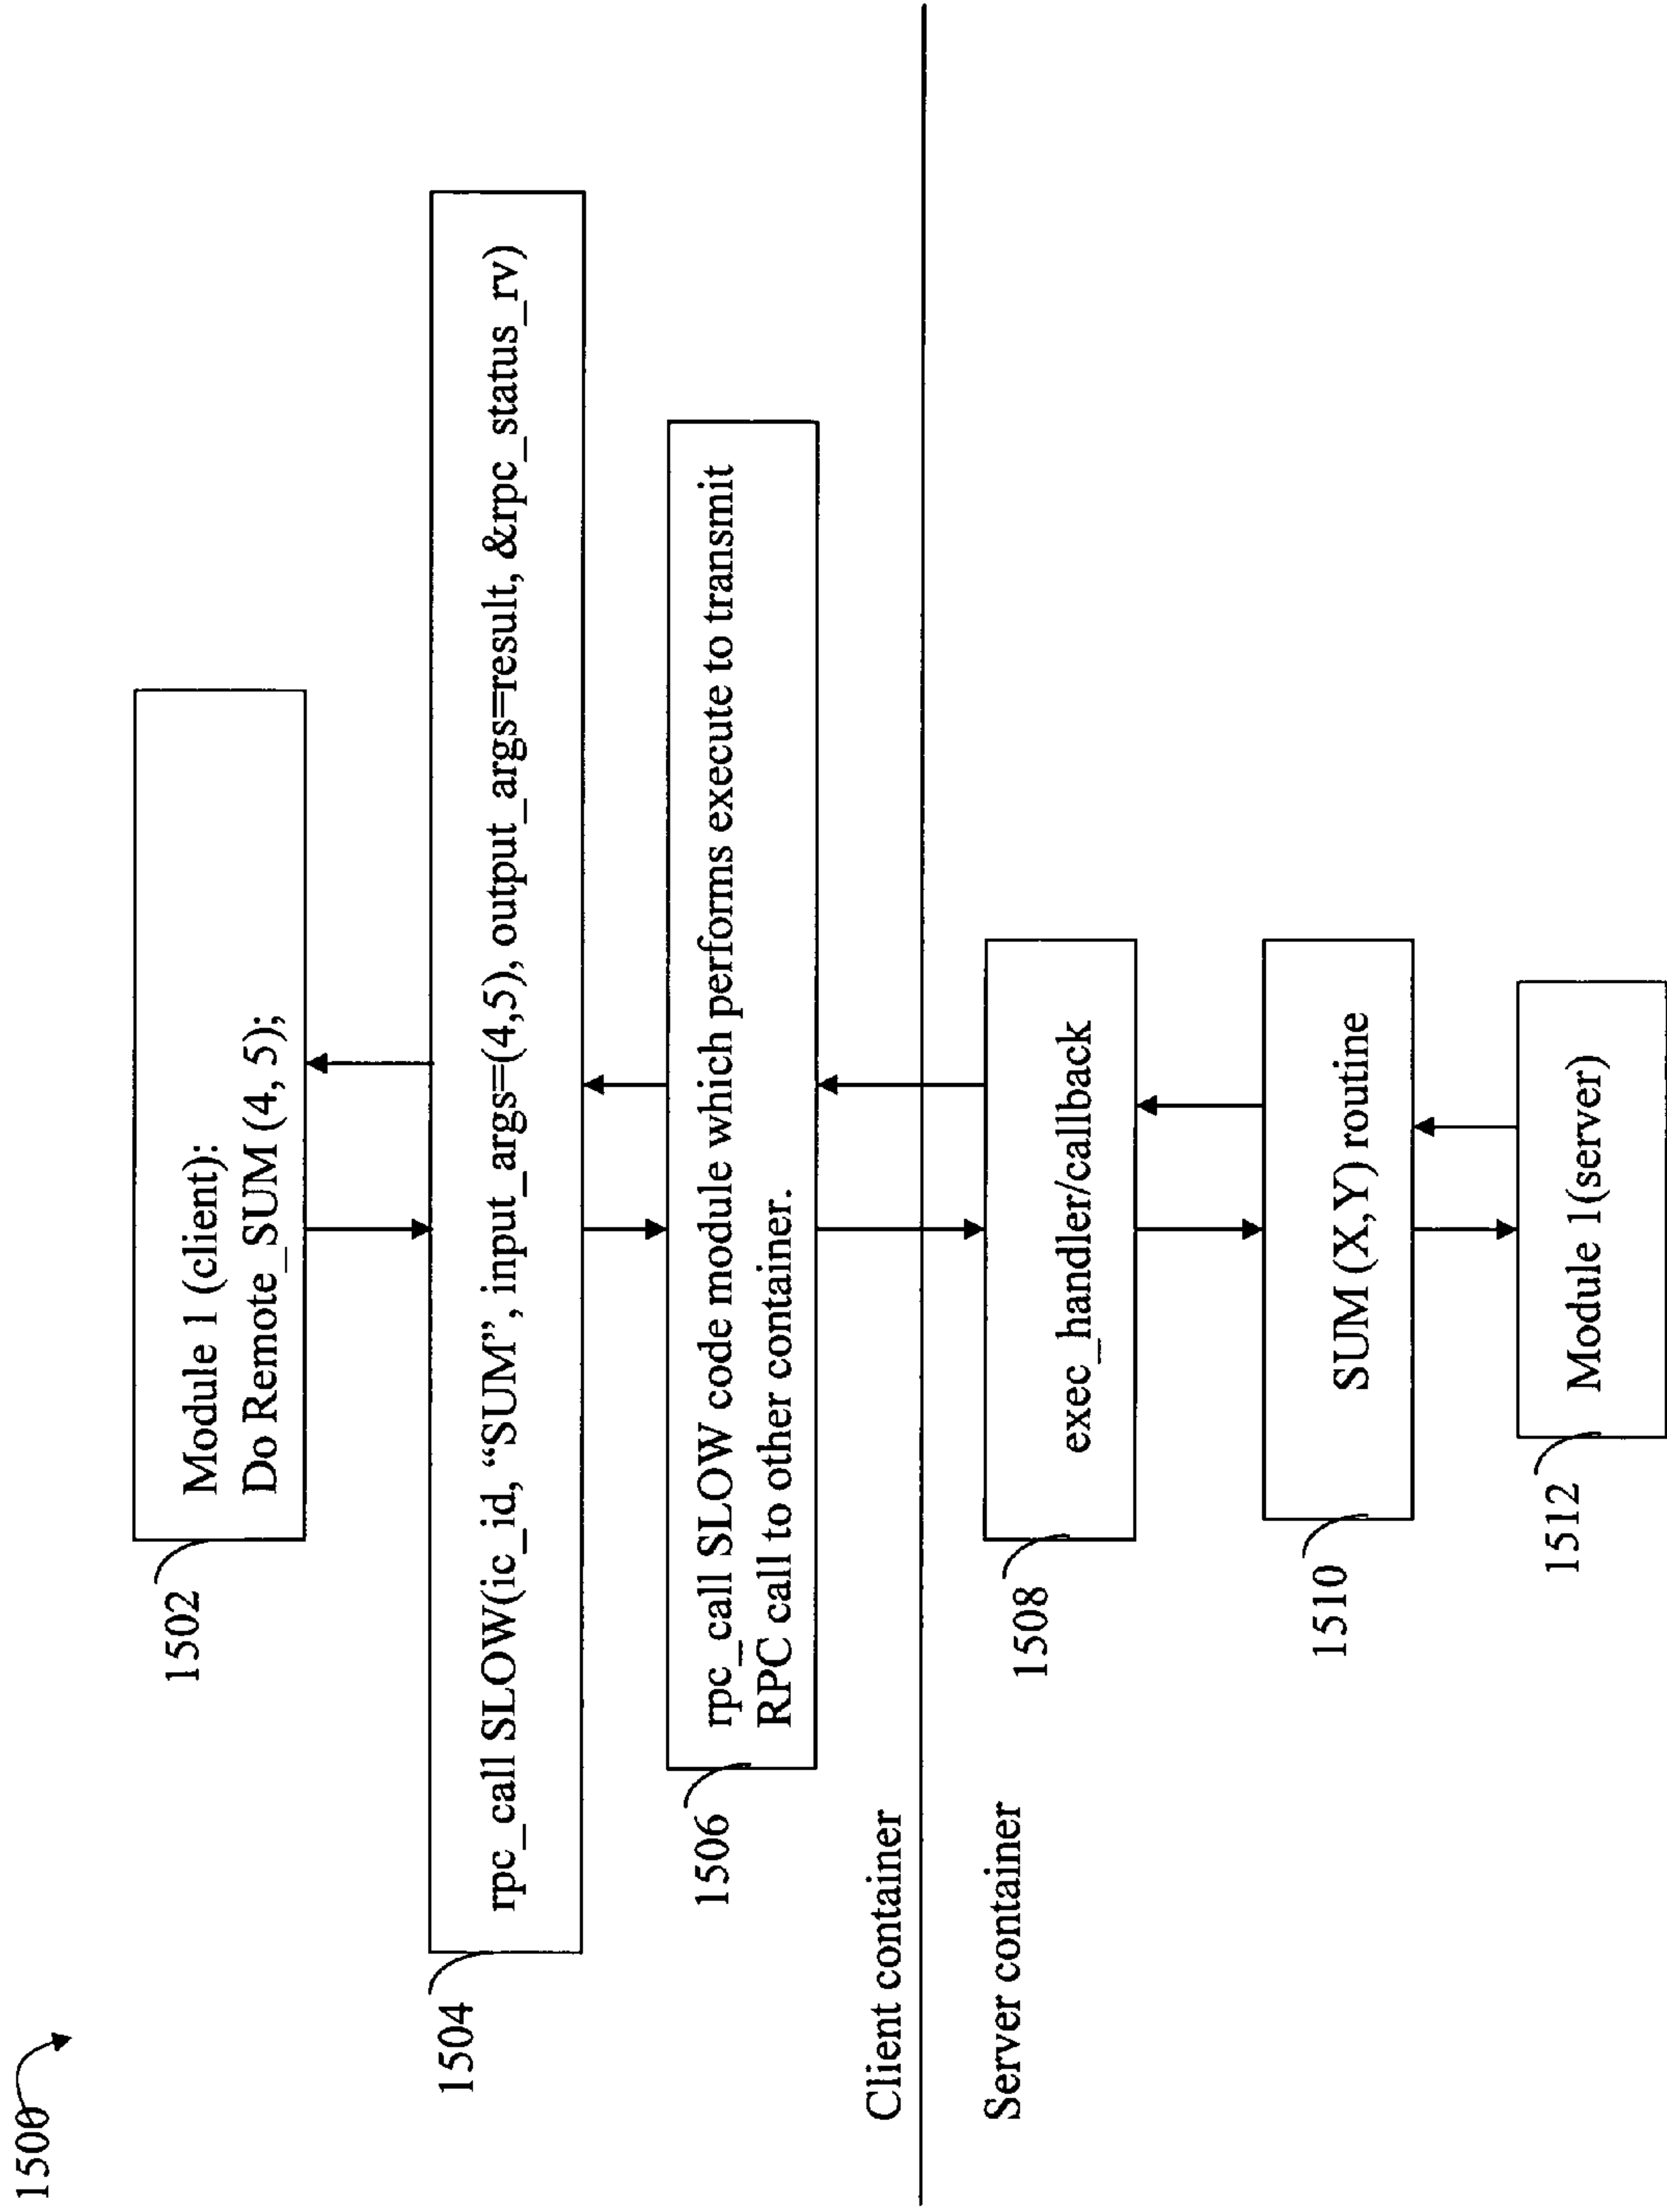 1500
1502
Module 1 (client):
Do Remote_SUM (4, 5);
1504
rpc_call SLOW(ic_id, “SUM”, input_args=(4,5), output_args=result, &rpc_status_rv)
1506
rpc_call SLOW code module which performs execute to transmit
RPC call to other container.
Client container
Server container
1508
exec_handler/callback
1510
SUM (X,Y) routine
1512
Module 1(server)